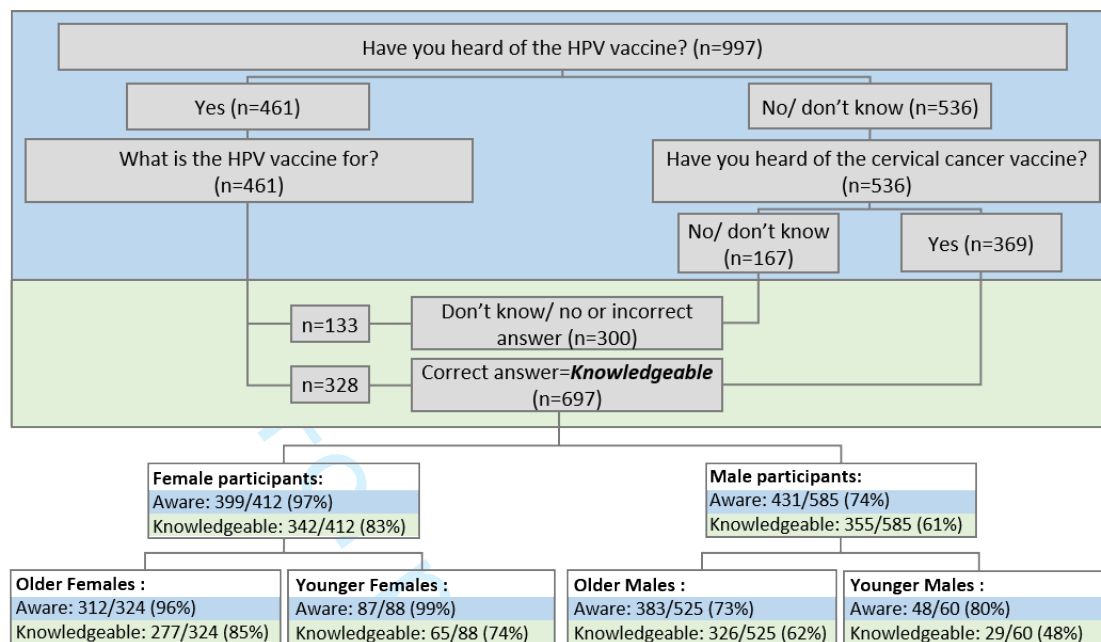 Have you heard of the HPV vaccine? (n=997)
Yes (n=461)
No/ don’t know (n=536)
What is the HPV vaccine for?
(n=461)
Have you heard of the cervical cancer vaccine?
(n=536)
No/ don’t know
(n=167)
Yes (n=369)
n=133
Don’t know/ no or incorrect
answer (n=300)
n=328
Correct answer=Knowledgeable
(n=697)
Female participants:
Aware: 399/412 (97%)
Knowledgeable: 342/412 (83%)
Male participants:
Aware: 431/585 (74%)
Knowledgeable: 355/585 (61%)
Older Females :
Aware: 312/324 (96%)
Knowledgeable: 277/324 (85%)
Younger Females :
Aware: 87/88 (99%)
Knowledgeable: 65/88 (74%)
Older Males :
Aware: 383/525 (73%)
Knowledgeable: 326/525 (62%)
Younger Males :
Aware: 48/60 (80%)
Knowledgeable: 29/60 (48%)